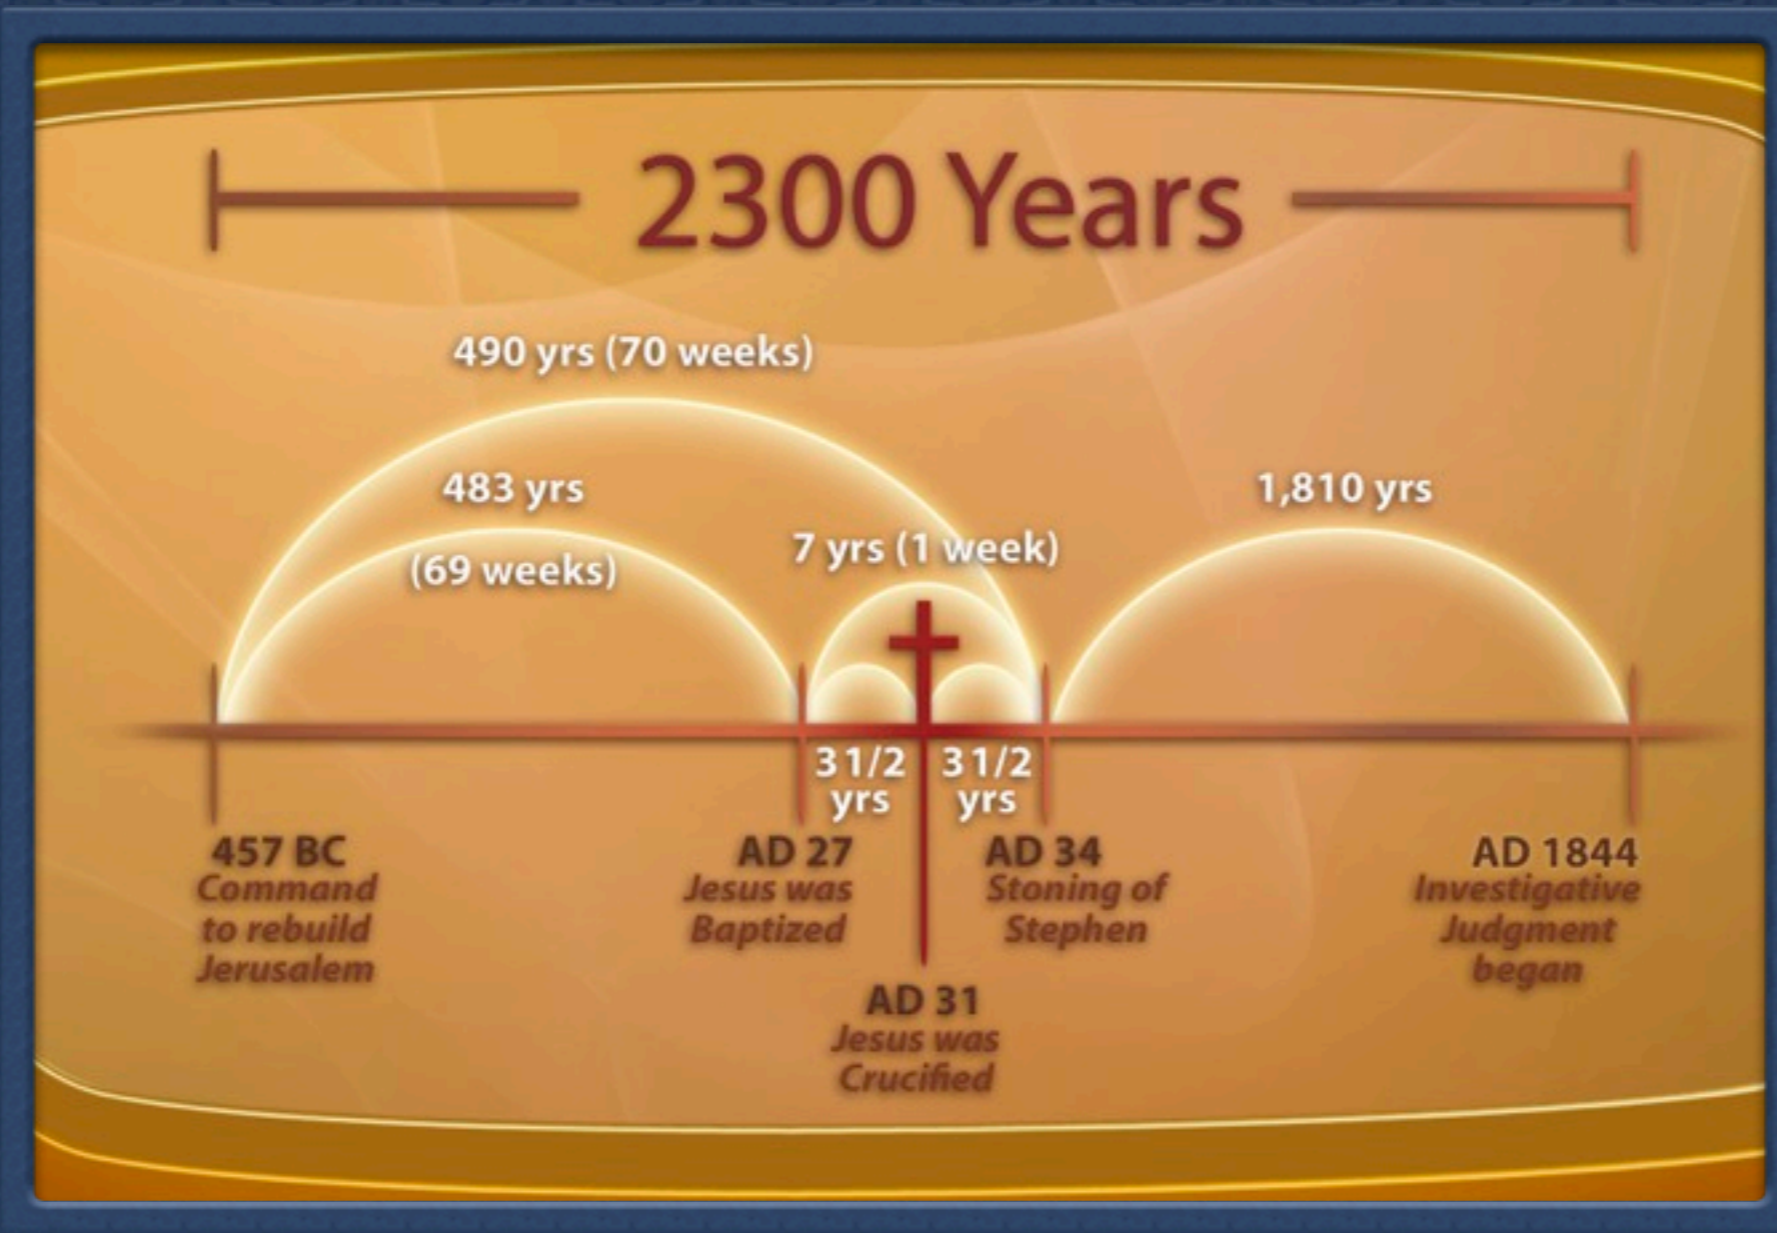 2300 Years
490 yrs (70 weeks)
483 yrs
(69 weeks)
7 yrs (1 week)
1,810 yrs
3 1/2
yrs
3 1/2
yrs
457 BC
Command
to rebuild
Jerusalem
AD 27
Jesus was
Baptized
AD 31
Jesus was
Crucified
AD 34
Stoning of
Stephen
AD 1844
Investigative
Judgment
began